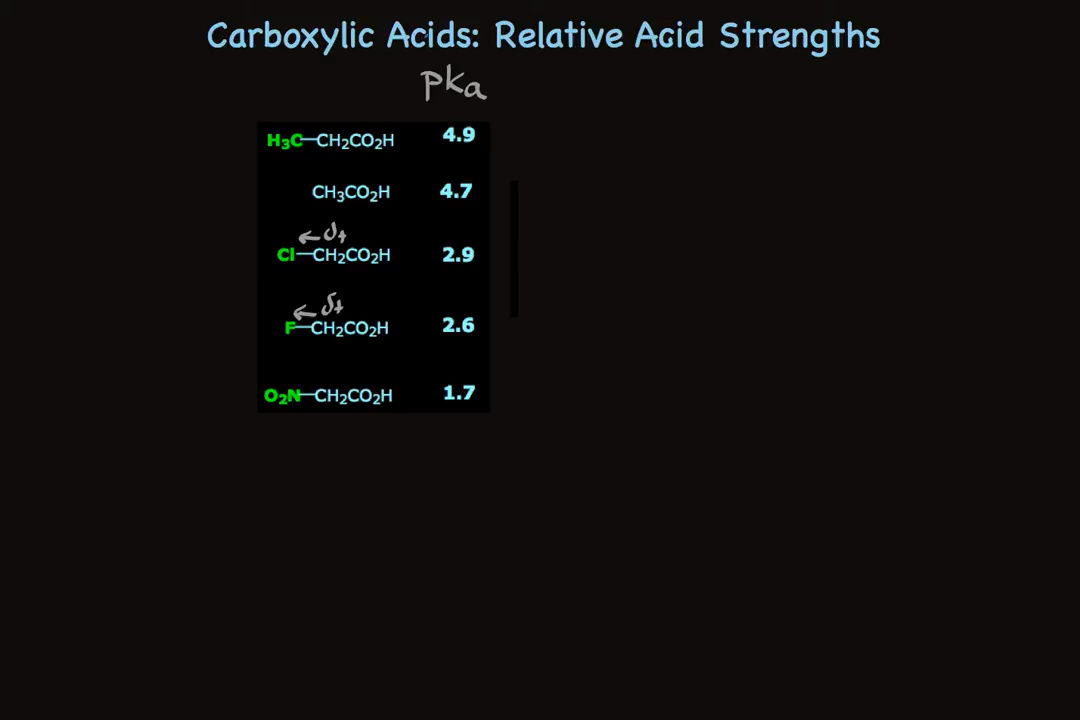 Carboxylic Acids: Relative Acid Strengths
pka
H₃C—CH₂CO₂H 4.9
CH₃CO₂H 4.7
←δ+
Cl—CH₂CO₂H 2.9
←δ+
F—CH₂CO₂H 2.6
O₂N—CH₂CO₂H 1.7